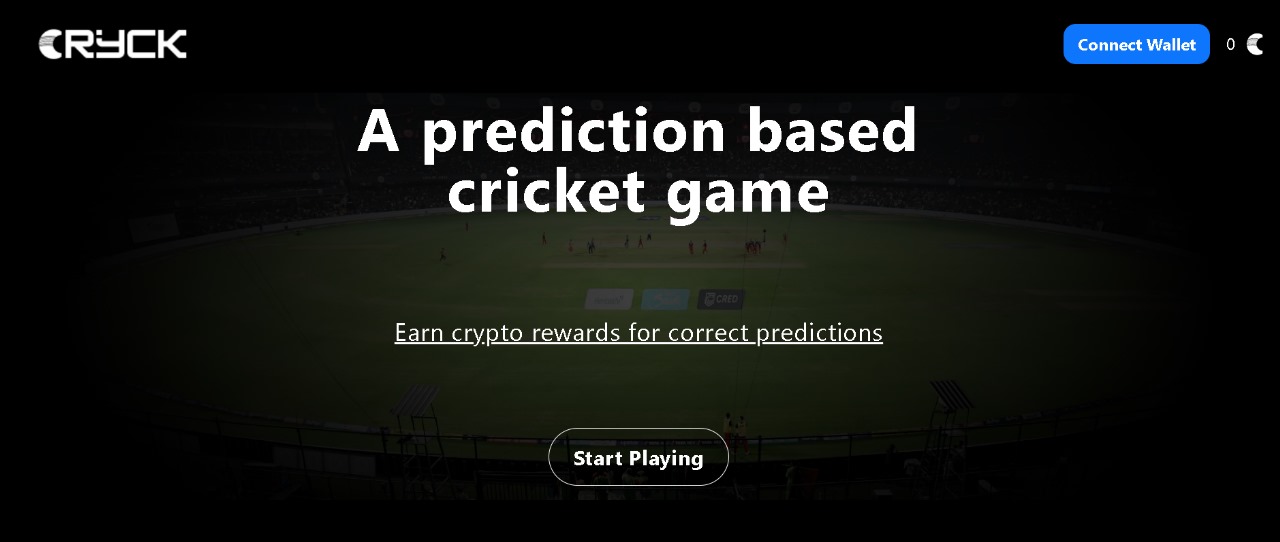 CRYCK
Connect Wallet
0
A prediction based
cricket game
CRED
Earn crypto rewards for correct predictions
Start Playing